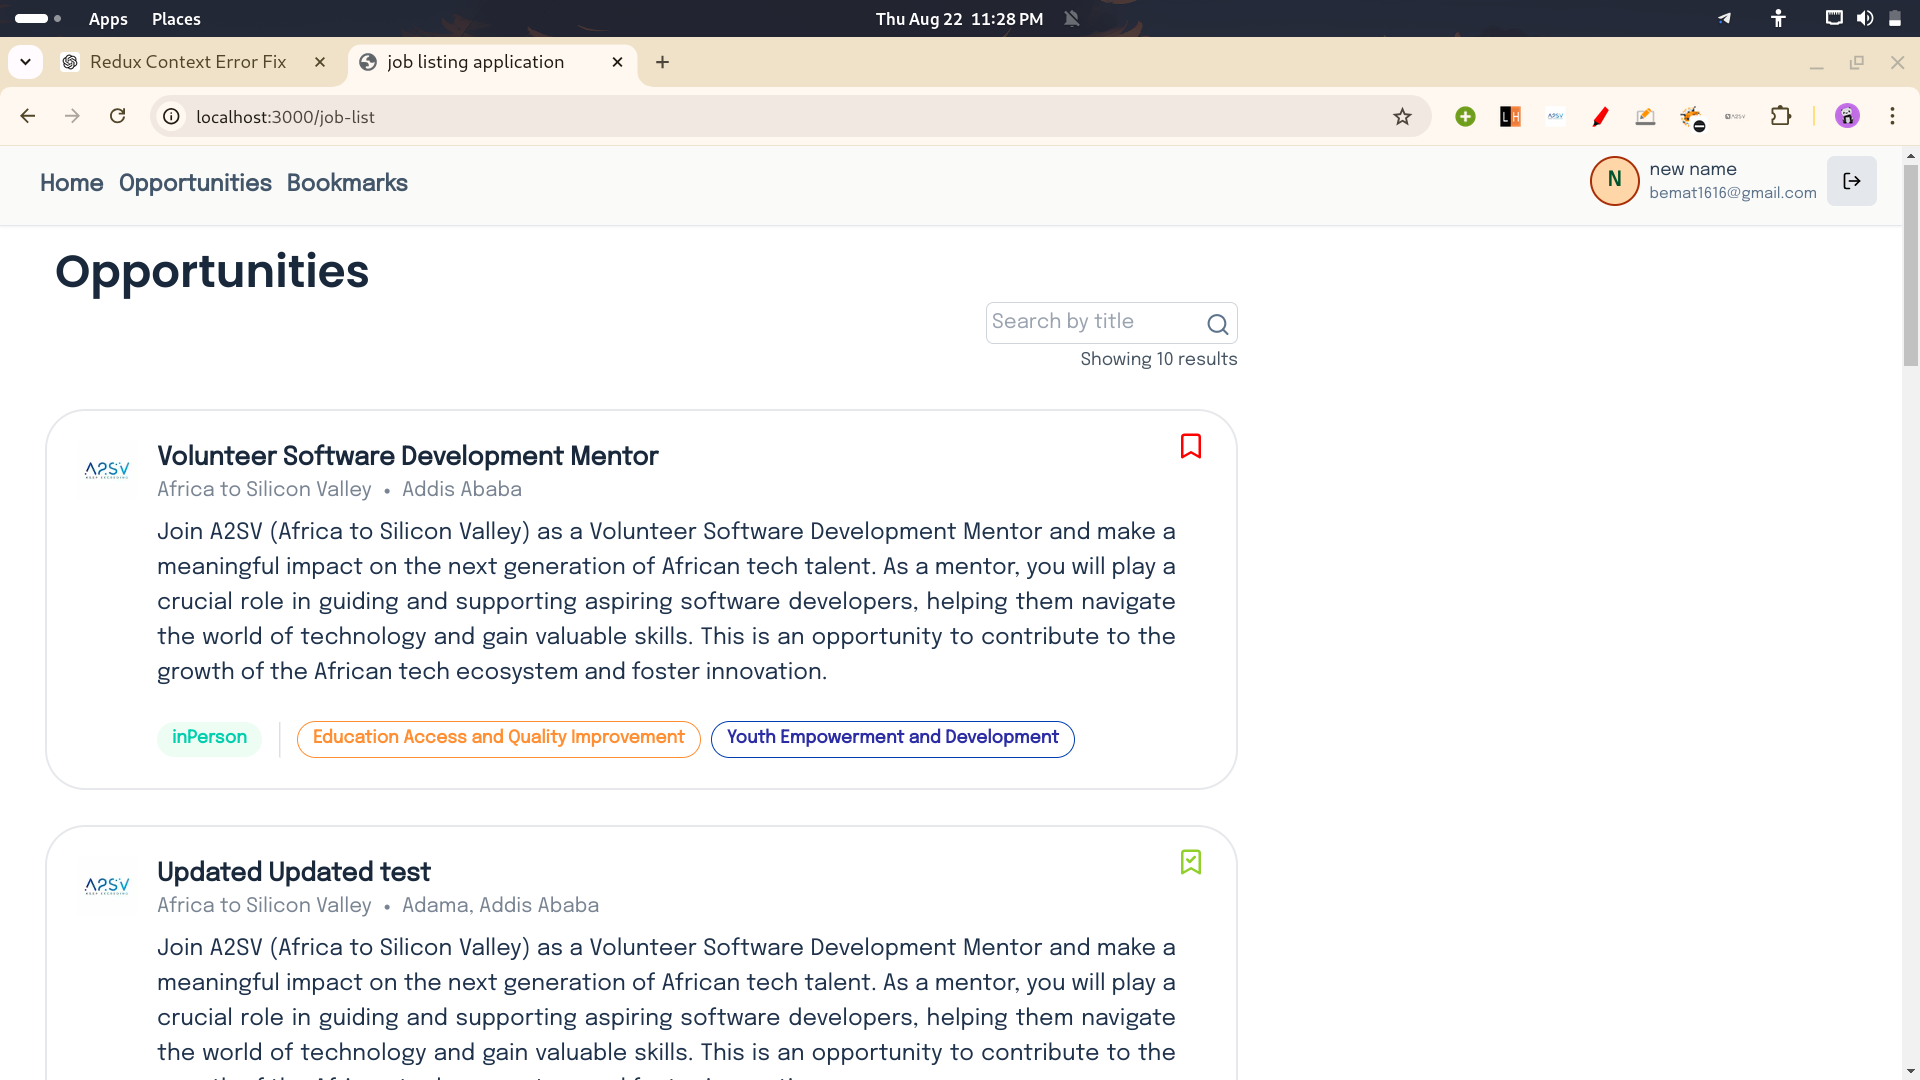 Apps Places Thu Aug 22 11:28 PM
Redux Context Error Fix job listing application
localhost:3000/job-list
Home Opportunities Bookmarks
N
new name
bemat1616@gmail.com
Opportunities
Search by title
Showing 10 results
A2SV
Volunteer Software Development Mentor
Africa to Silicon Valley • Addis Ababa
Join A2SV (Africa to Silicon Valley) as a Volunteer Software Development Mentor and make a
meaningful impact on the next generation of African tech talent. As a mentor, you will play a
crucial role in guiding and supporting aspiring software developers, helping them navigate
the world of technology and gain valuable skills. This is an opportunity to contribute to the
growth of the African tech ecosystem and foster innovation.
inPerson Education Access and Quality Improvement Youth Empowerment and Development
A2SV
Updated Updated test
Africa to Silicon Valley • Adama, Addis Ababa
Join A2SV (Africa to Silicon Valley) as a Volunteer Software Development Mentor and make a
meaningful impact on the next generation of African tech talent. As a mentor, you will play a
crucial role in guiding and supporting aspiring software developers, helping them navigate
the world of technology and gain valuable skills. This is an opportunity to contribute to the